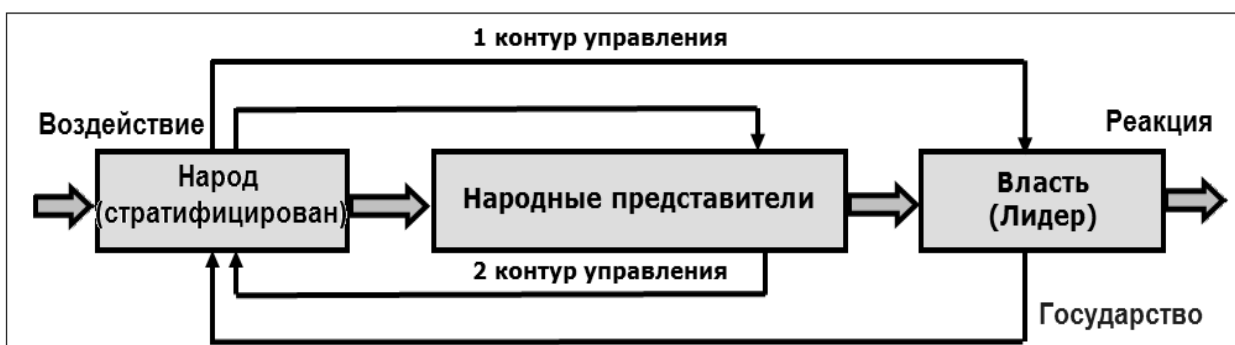 1 контур управления
Воздействие
Реакция
Народ
(стратифицирован)
Народные представители
Власть
(Лидер)
2 контур управления
Государство